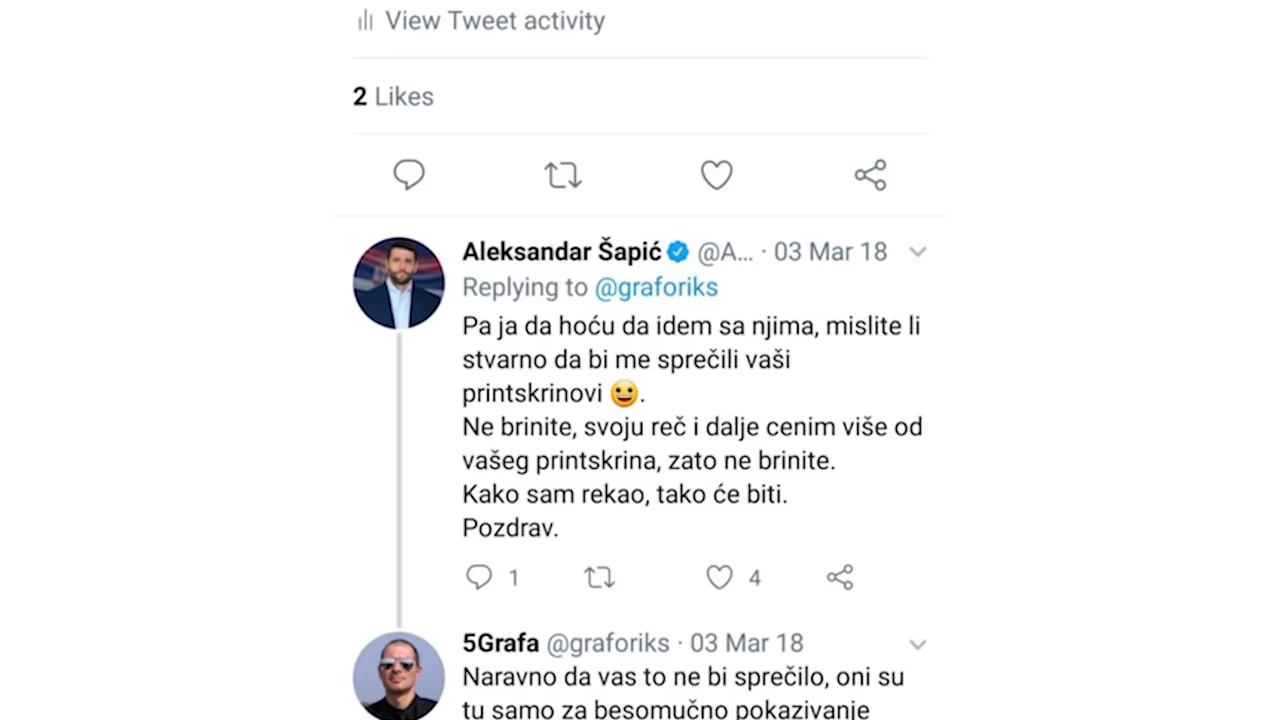 View Tweet activity
2 Likes
Aleksandar Šapić @A... · 03 Mar 18
Replying to @graforiks
Pa ja da hoću da idem sa njima, mislite li
stvarno da bi me sprečili vaši
printskrinovi 😀.
Ne brinite, svoju reč i dalje cenim više od
vašeg printskrina, zato ne brinite.
Kako sam rekao, tako će biti.
Pozdrav.
1 4
5Grafa @graforiks · 03 Mar 18
Naravno da vas to ne bi sprečilo, oni su
tu samo za besomučno pokazivanje